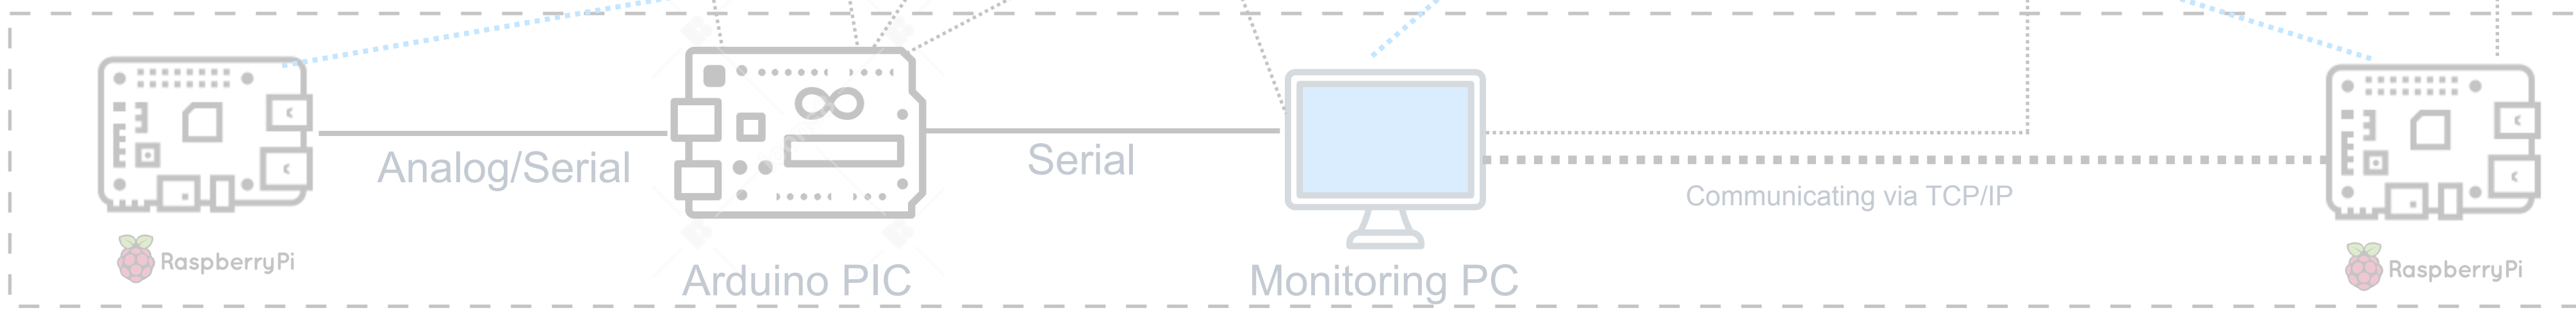 Analog/Serial
Serial
Communicating via TCP/IP
RaspberryPi
Arduino PIC
Monitoring PC
RaspberryPi